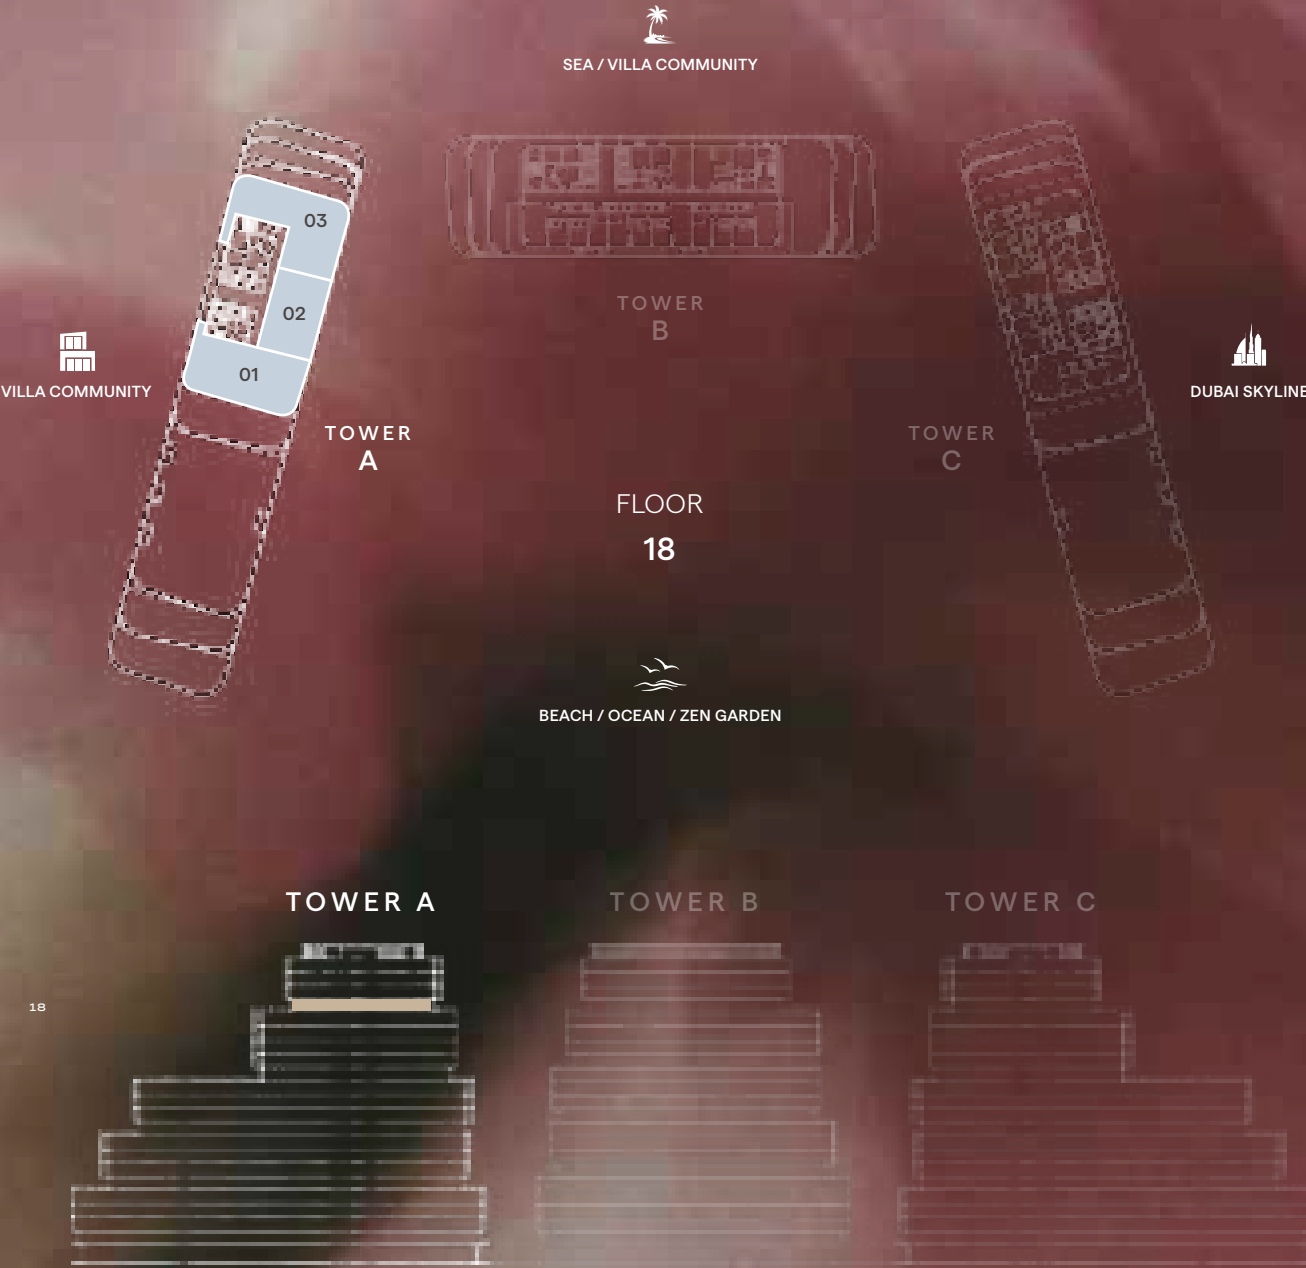 SEA / VILLA COMMUNITY
03
02
01
TOWER
B
VILLA COMMUNITY
DUBAI SKYLINE
TOWER
A
TOWER
C
FLOOR
18
BEACH / OCEAN / ZEN GARDEN
TOWER A
TOWER B
TOWER C
18